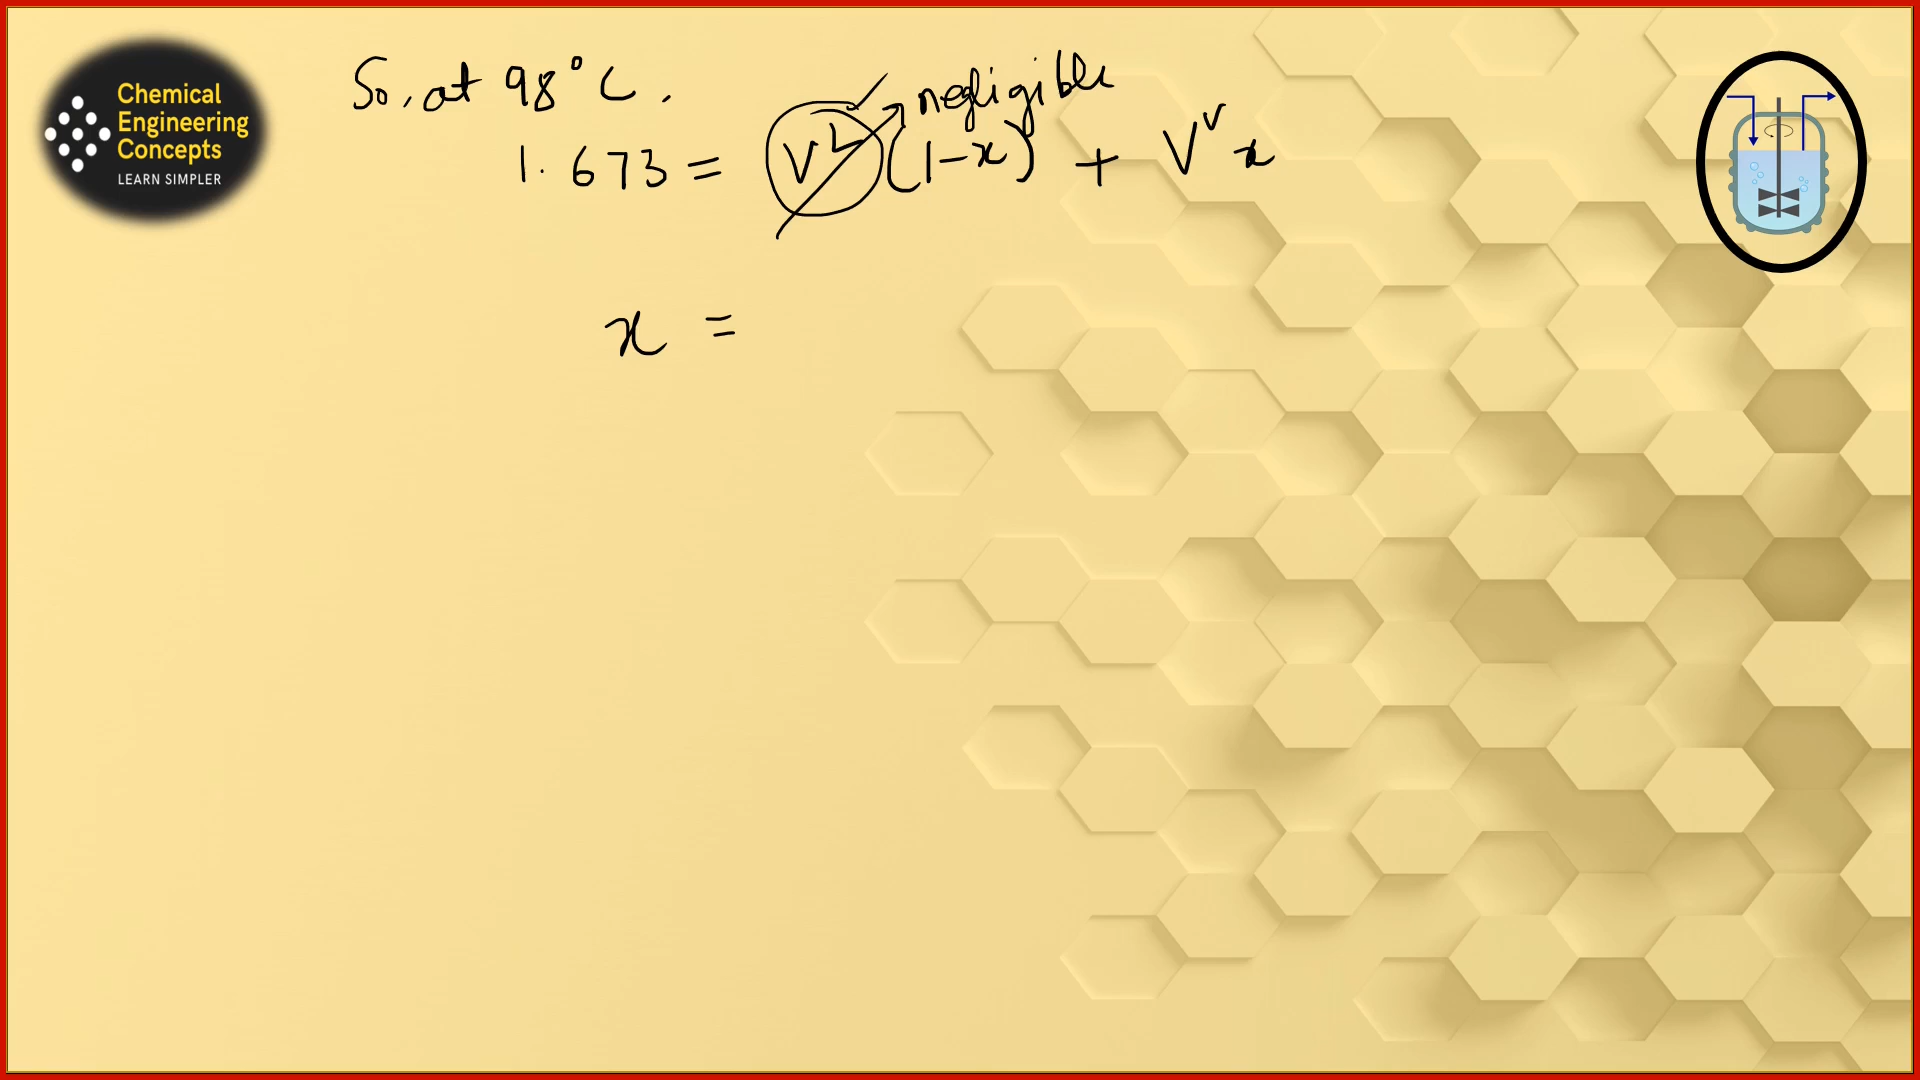 Chemical
Engineering
Concepts
LEARN SIMPLER
So, at 98°C,
negligible
1.673 = V^L (1-x) + V^v x
x =